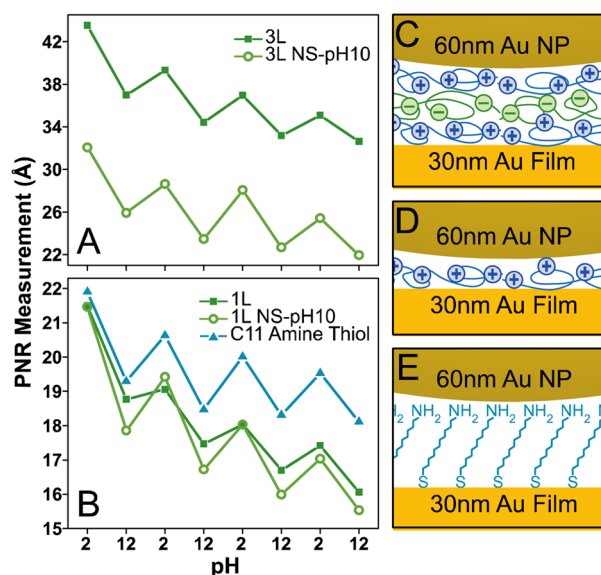 PNR Measurement (Å)
42
38
34
32
30
26
22
3L
3L NS-pH10
A
22
21
20
19
18
17
16
15
1L
1L NS-pH10
C11 Amine Thiol
B
2 12 2 12 2 12 2 12
pH
C
60nm Au NP
+ + + + +
− − − − −
+ + + + +
30nm Au Film
D
60nm Au NP
+ + + + + +
30nm Au Film
E
60nm Au NP
H₂ NH₂ NH₂ NH₂ NH₂ NH₂ N
S S S S S S
30nm Au Film